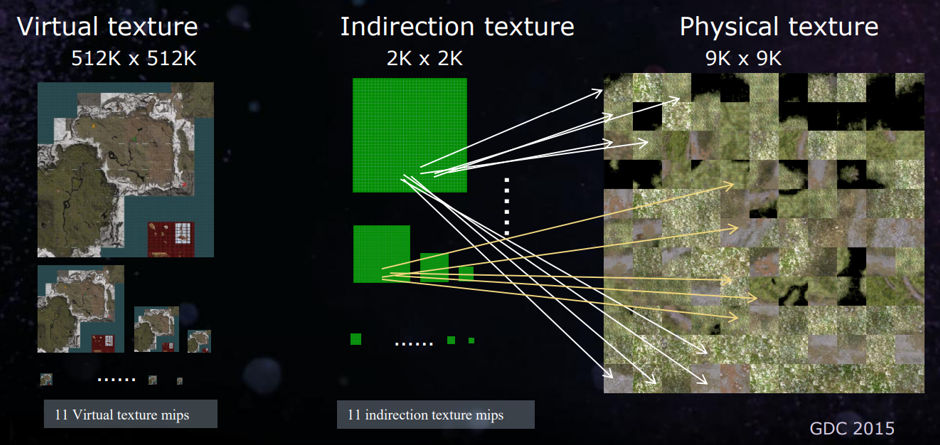 Virtual texture
512K x 512K
Indirection texture
2K x 2K
Physical texture
9K x 9K
11 Virtual texture mips
11 indirection texture mips
GDC 2015